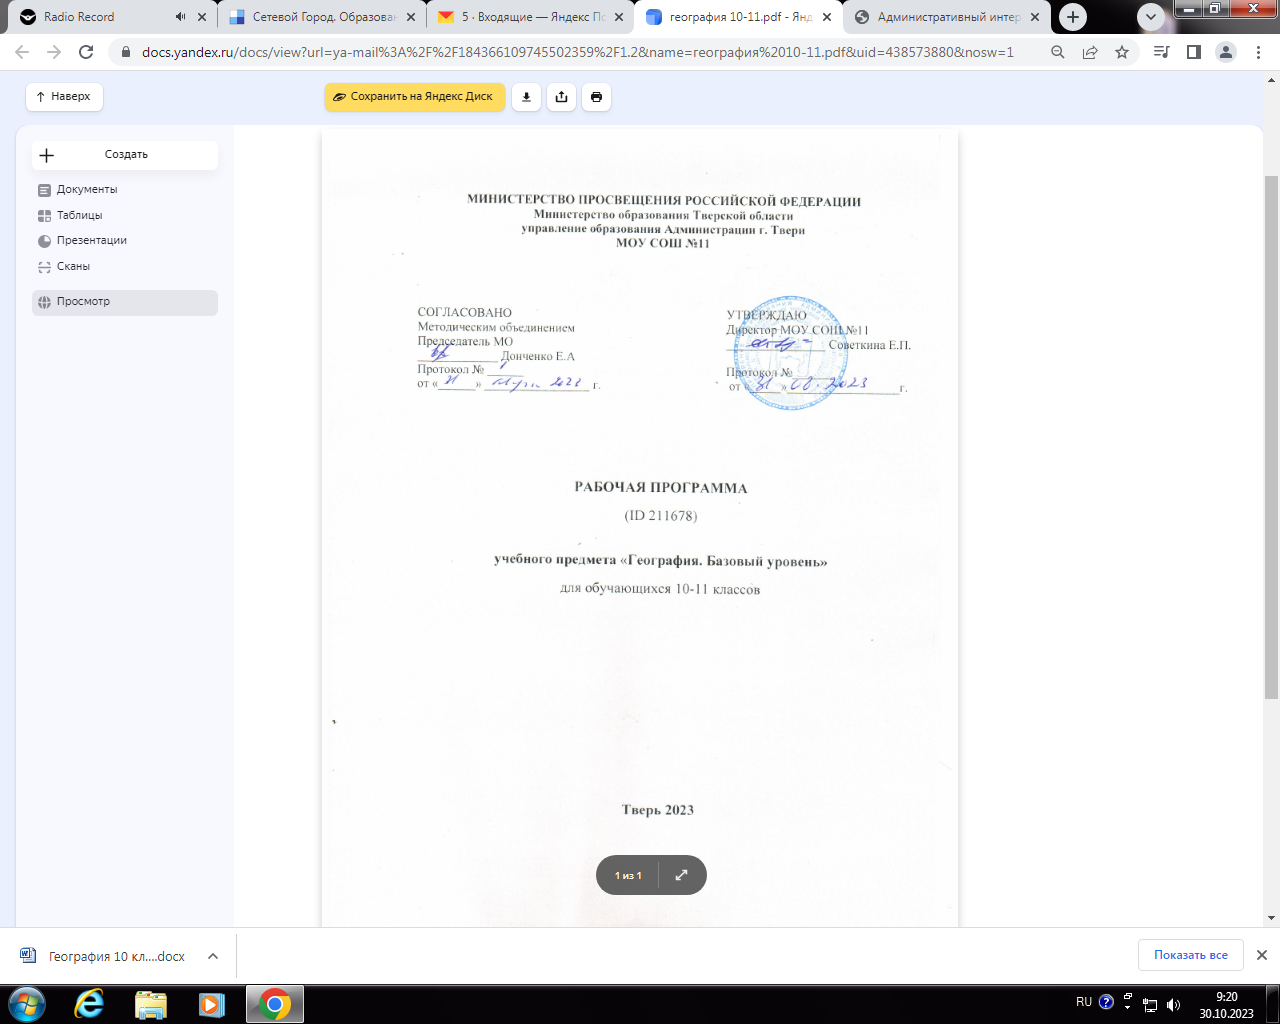 Radio Record
Сетевой Город. Образован
5 · Входящие — Яндекс По
география 10-11.pdf - Янд
Административный интер
docs.yandex.ru/docs/view?url=ya-mail%3A%2F%2F184366109745502359%2F1.2&name=география%2010-11.pdf&uid=438573880&nosw=1
Наверх
Сохранить на Яндекс Диск
Создать
Документы
Таблицы
Презентации
Сканы
Просмотр
МИНИСТЕРСТВО ПРОСВЕЩЕНИЯ РОССИЙСКОЙ ФЕДЕРАЦИИ
Министерство образования Тверской области
управление образования Администрации г. Твери
МОУ СОШ №11
СОГЛАСОВАНО
Методическим объединением
Председатель МО
Донченко Е.А
Протокол № 1
от « 31 » 2023 г.
УТВЕРЖДАЮ
Директор МОУ СОШ №11
Советкина Е.П.
Протокол №
от « 31 » 08. 2023 г.
РАБОЧАЯ ПРОГРАММА
(ID 211678)
учебного предмета «География. Базовый уровень»
для обучающихся 10-11 классов
Тверь 2023
1 из 1
География 10 кл....docx
Показать все
RU
9:20
30.10.2023